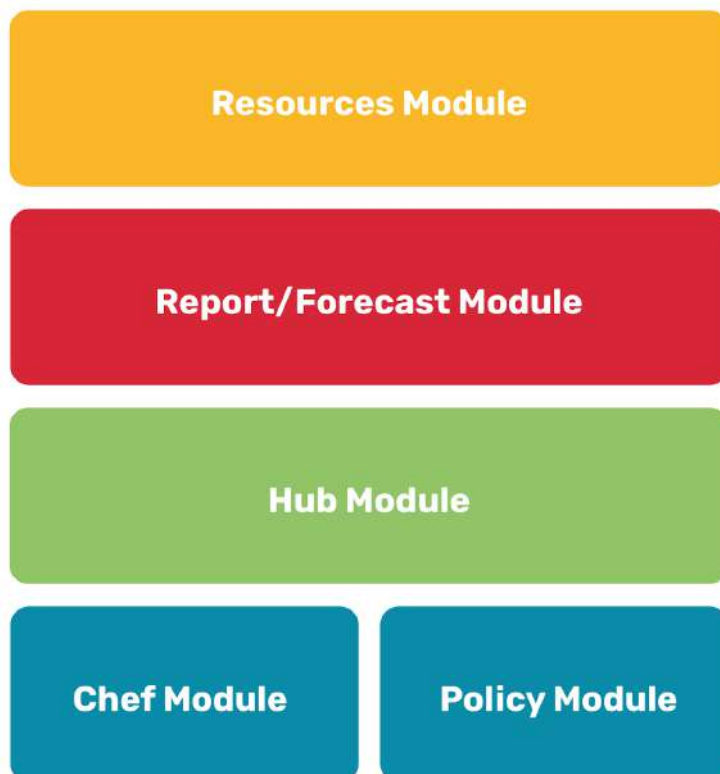 Resources Module
Report/Forecast Module
Hub Module
Chef Module
Policy Module